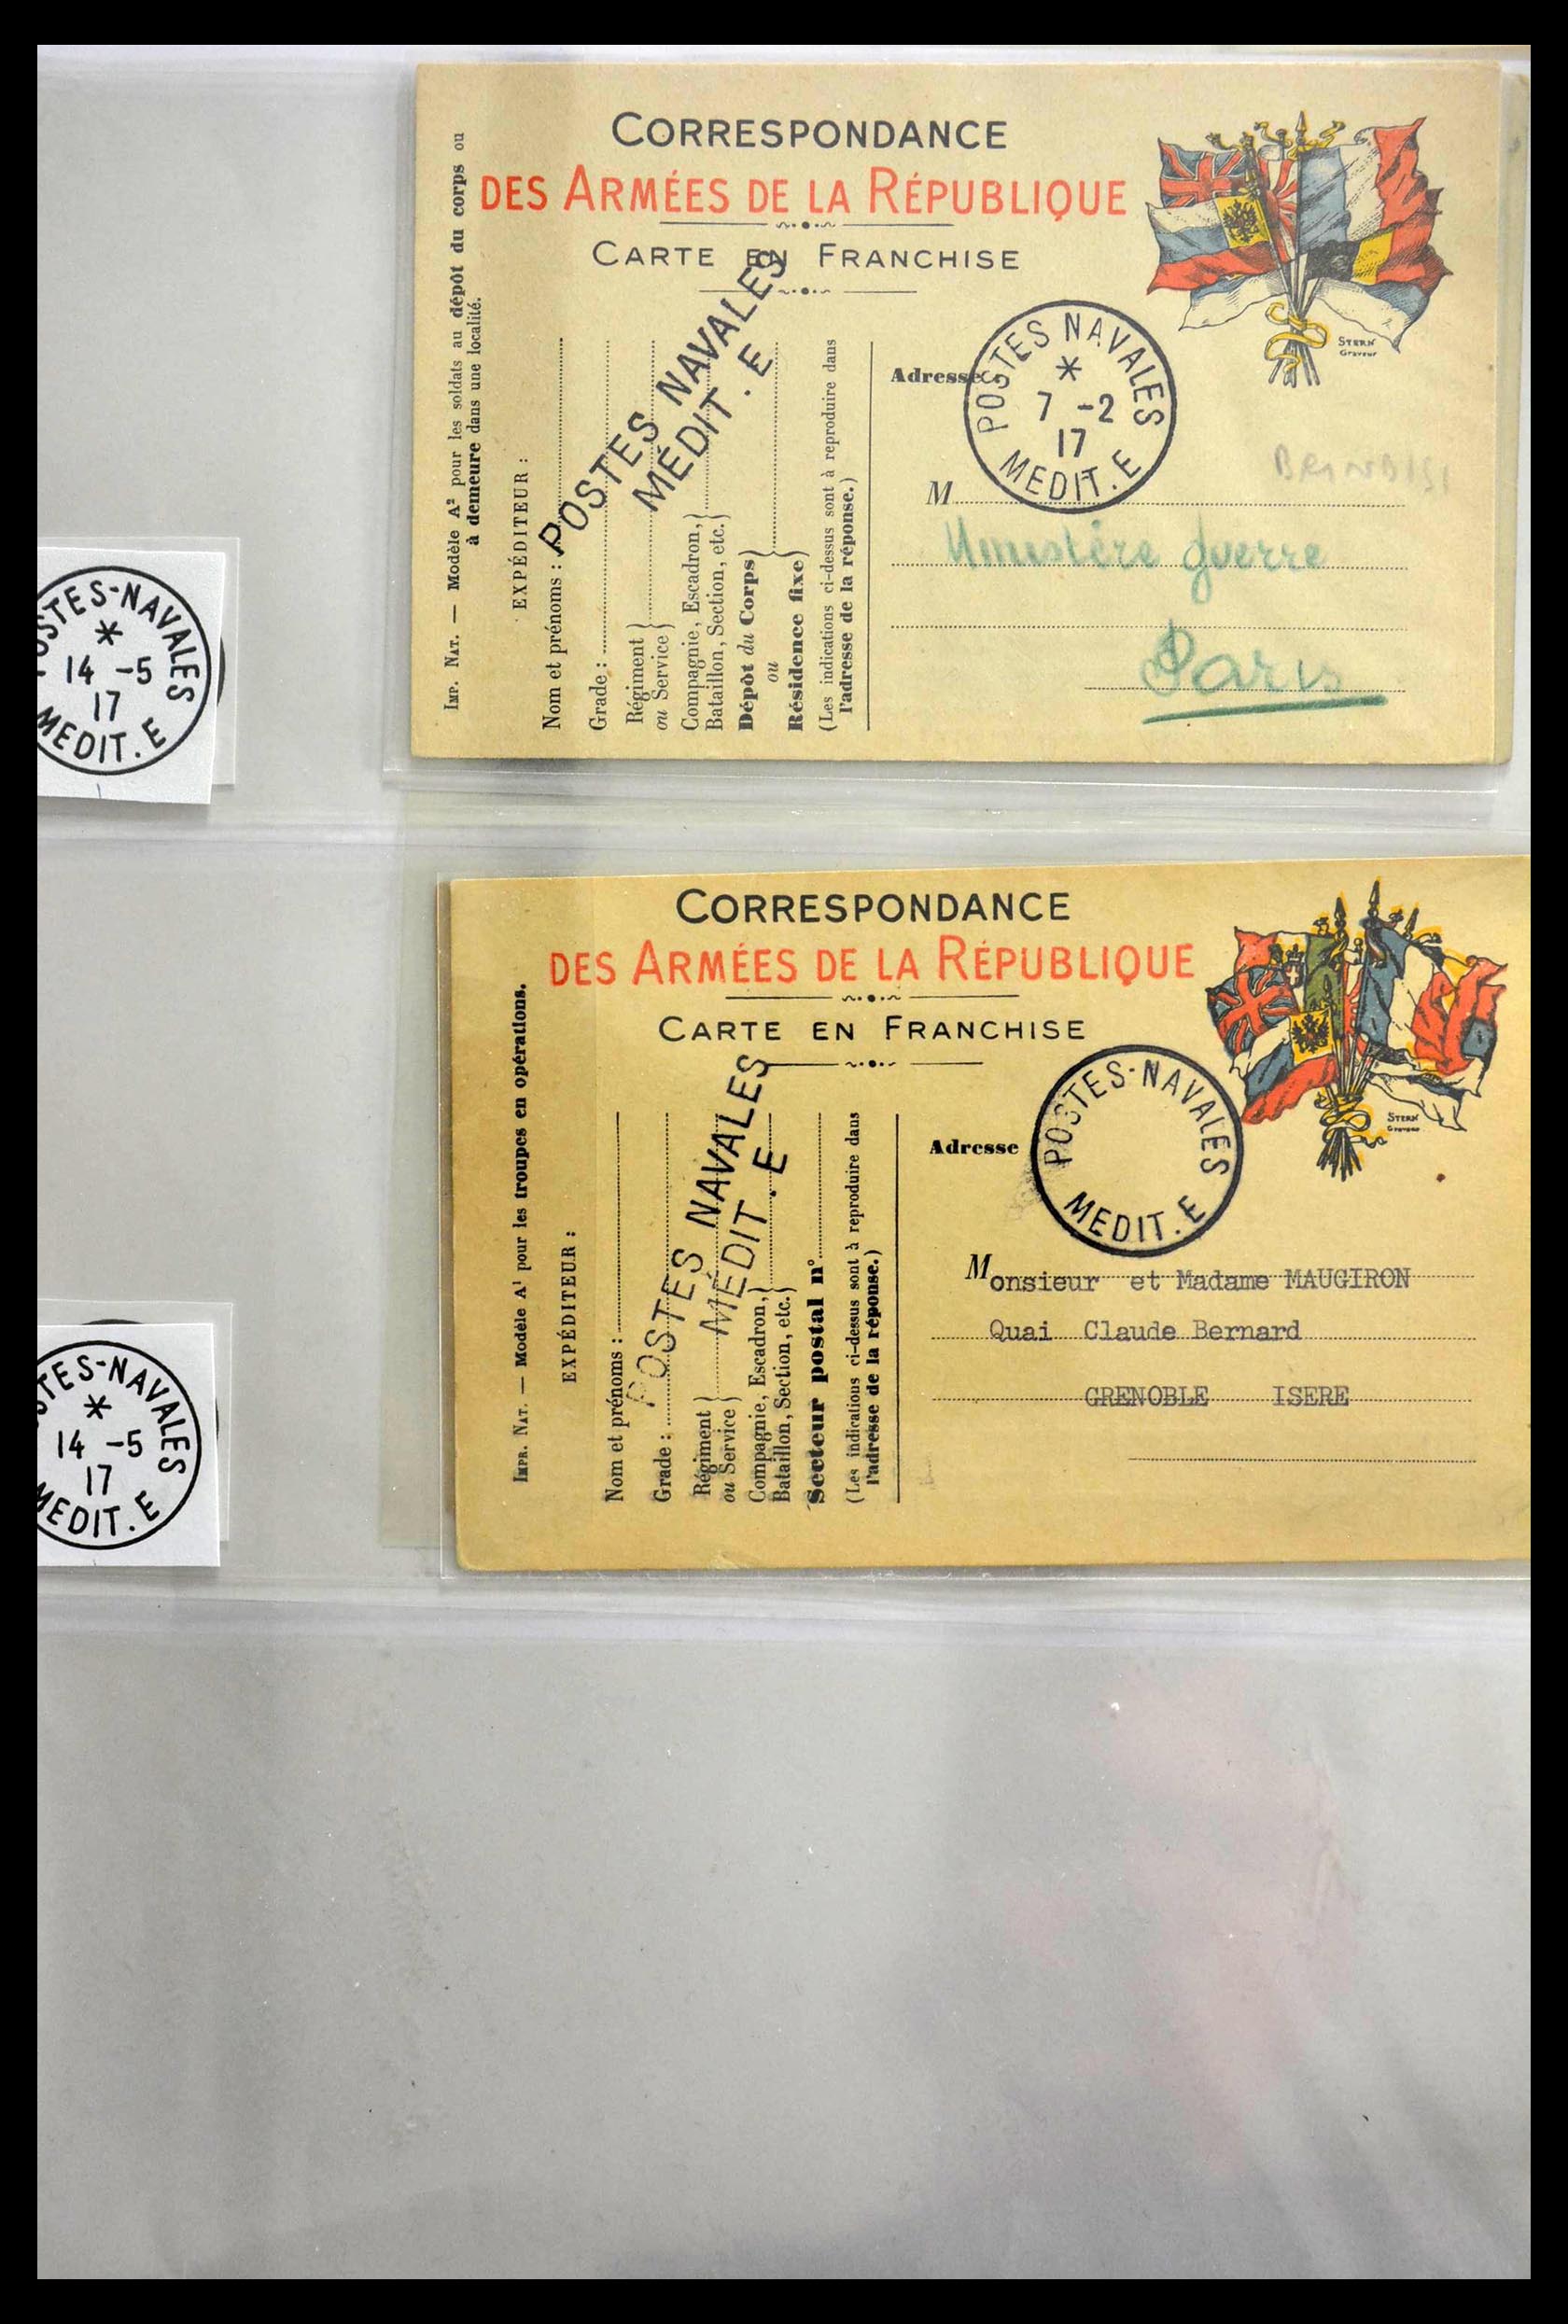 CORRESPONDANCE
DES ARMÉES DE LA RÉPUBLIQUE
CARTE EN FRANCHISE
IMP. NAT. — Modèle A² pour les soldats au dépôt du corps ou
à demeure dans une localité.
EXPÉDITEUR :
Nom et prénoms :
Grade :
Régiment
ou Service
Compagnie, Escadron,
Bataillon, Section, etc.
Dépôt du Corps
ou
Résidence fixe
(Les indications ci-dessus sont à reproduire dans
l'adresse de la réponse.)
POSTES NAVALES
MÉDIT. E
STERN
Graveur
Adresse
POSTES NAVALES
*
7 -2
17
MEDIT. E
BRINDISI
M
Ministère guerre
Paris
STES-NAVALES
*
14 -5
17
MEDIT. E
CORRESPONDANCE
DES ARMÉES DE LA RÉPUBLIQUE
CARTE EN FRANCHISE
IMPR. NAT. — Modèle A¹ pour les troupes en opérations.
EXPÉDITEUR :
Nom et prénoms :
Grade :
Régiment
ou Service
Compagnie, Escadron,
Bataillon, Section, etc.
Secteur postal n°
(Les indications ci-dessus sont à reproduire dans
l'adresse de la réponse.)
POSTES NAVALES
MÉDIT. E
STERN
Graveur
Adresse
POSTES-NAVALES
MEDIT. E
Monsieur et Madame MAUGIRON
Quai Claude Bernard
GRENOBLE ISERE
TES-NAVALES
*
14 -5
17
MEDIT. E